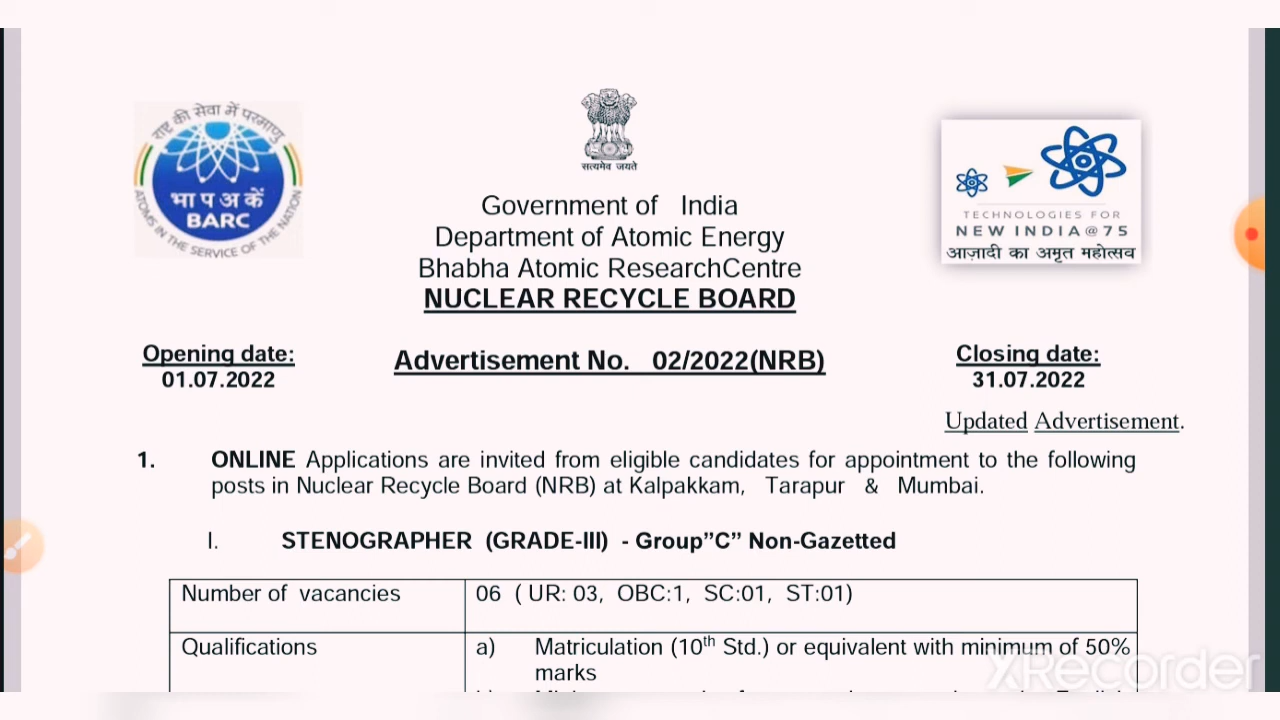 राष्ट्र की सेवा में परमाणु
भा प अ कें
BARC
ATOMS IN THE SERVICE OF THE NATION
सत्यमेव जयते
TECHNOLOGIES FOR
NEW INDIA@75
आज़ादी का अमृत महोत्सव
Government of India
Department of Atomic Energy
Bhabha Atomic ResearchCentre
NUCLEAR RECYCLE BOARD
Opening date:
01.07.2022
Advertisement No. 02/2022(NRB)
Closing date:
31.07.2022
Updated Advertisement.
1. ONLINE Applications are invited from eligible candidates for appointment to the following
posts in Nuclear Recycle Board (NRB) at Kalpakkam, Tarapur & Mumbai.
I. STENOGRAPHER (GRADE-III) - Group”C” Non-Gazetted
Number of vacancies 06 ( UR: 03, OBC:1, SC:01, ST:01)
Qualifications a) Matriculation (10th Std.) or equivalent with minimum of 50%
marks
XRecorder